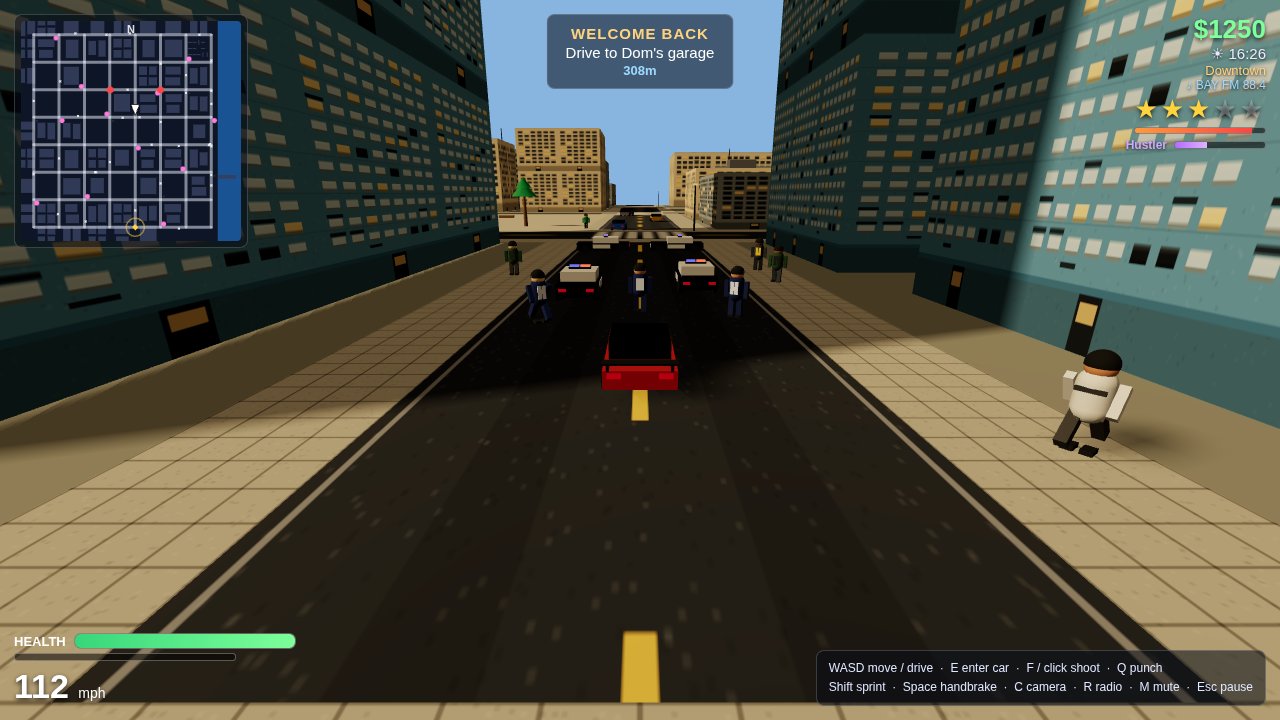 N
WELCOME BACK
Drive to Dom's garage
308m
$1250
☀ 16:26
Downtown
♪ BAY FM 88.4
★★★★★
Hustler
HEALTH
112 mph
WASD move / drive · E enter car · F / click shoot · Q punch
Shift sprint · Space handbrake · C camera · R radio · M mute · Esc pause